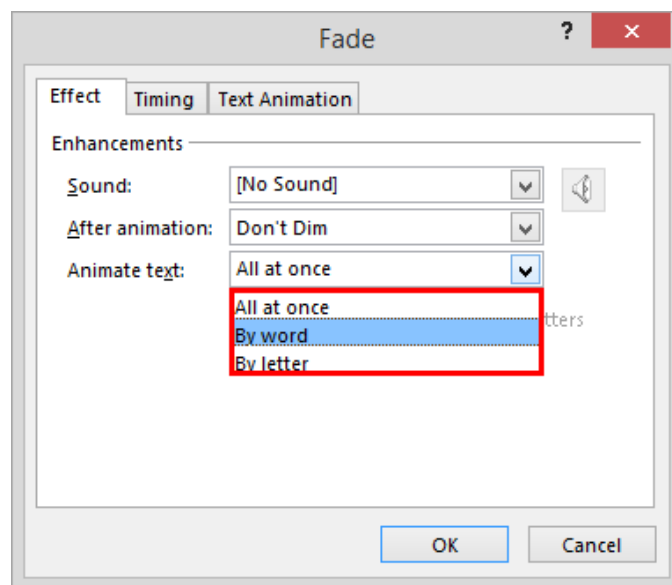 Fade ?
Effect Timing Text Animation
Enhancements
Sound: [No Sound]
After animation: Don't Dim
Animate text: All at once
All at once
tters
By word
By letter
OK Cancel